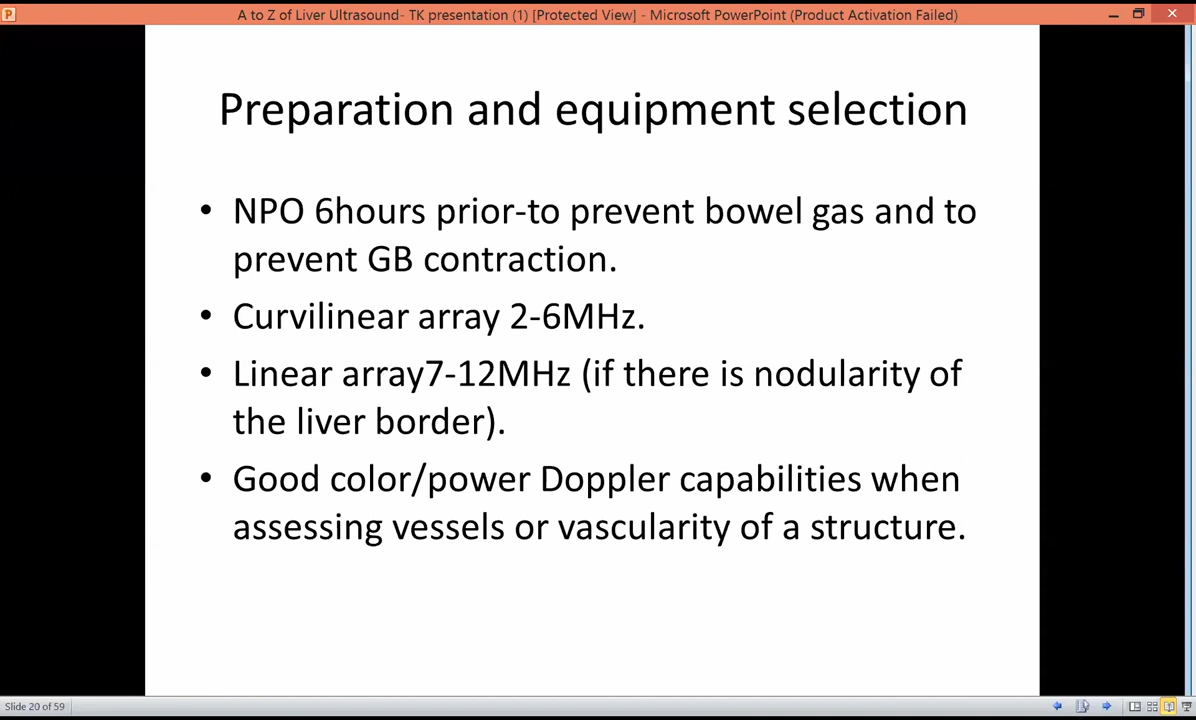 A to Z of Liver Ultrasound- TK presentation (1) [Protected View] - Microsoft PowerPoint (Product Activation Failed)
Preparation and equipment selection
• NPO 6hours prior-to prevent bowel gas and to
prevent GB contraction.
• Curvilinear array 2-6MHz.
• Linear array7-12MHz (if there is nodularity of
the liver border).
• Good color/power Doppler capabilities when
assessing vessels or vascularity of a structure.
Slide 20 of 59